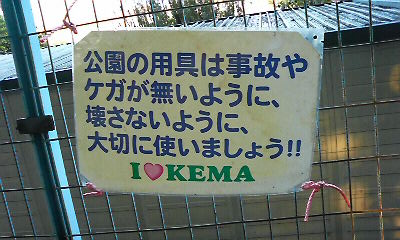 公園の用具は事故や
ケガが無いように、
壊さないように、
大切に使いましょう!!
I♥KEMA